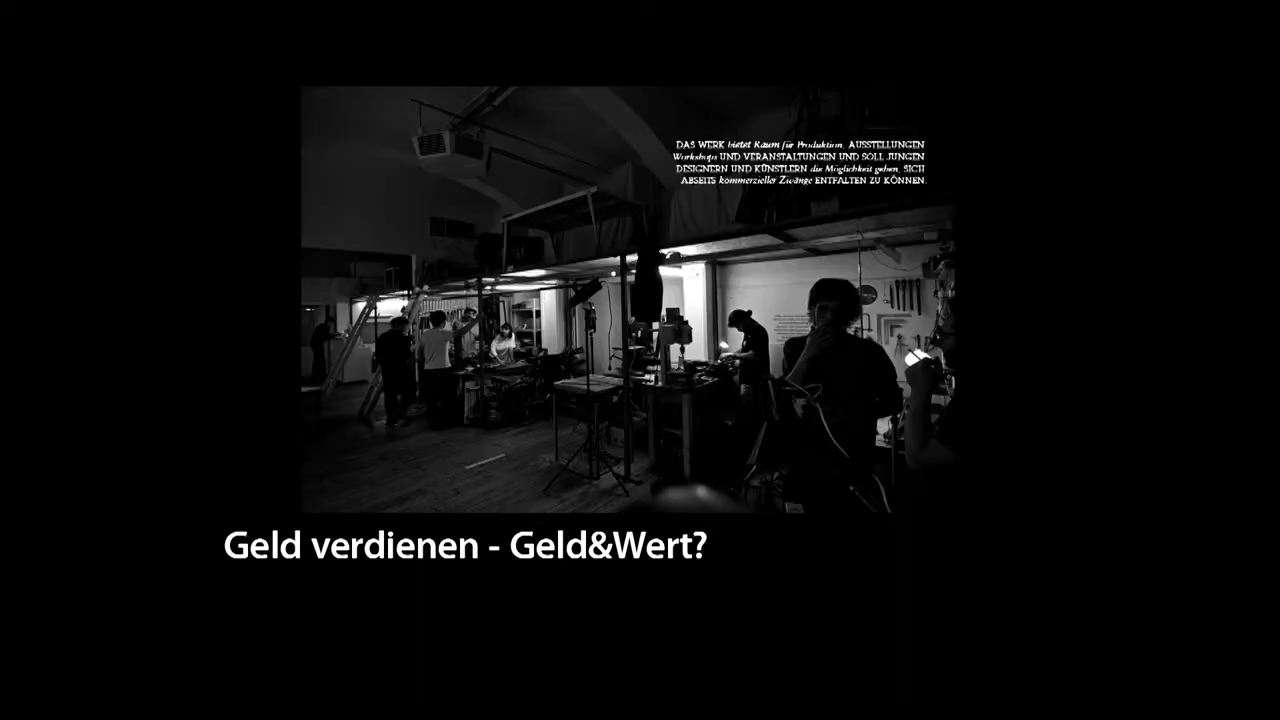 DAS WERK bietet Raum für Produktion, AUSSTELLUNGEN
Workshops UND VERANSTALTUNGEN UND SOLL JUNGEN
DESIGNERN UND KÜNSTLERN die Möglichkeit geben, SICH
ABSEITS kommerzieller Zwänge ENTFALTEN ZU KÖNNEN.
Geld verdienen - Geld&Wert?